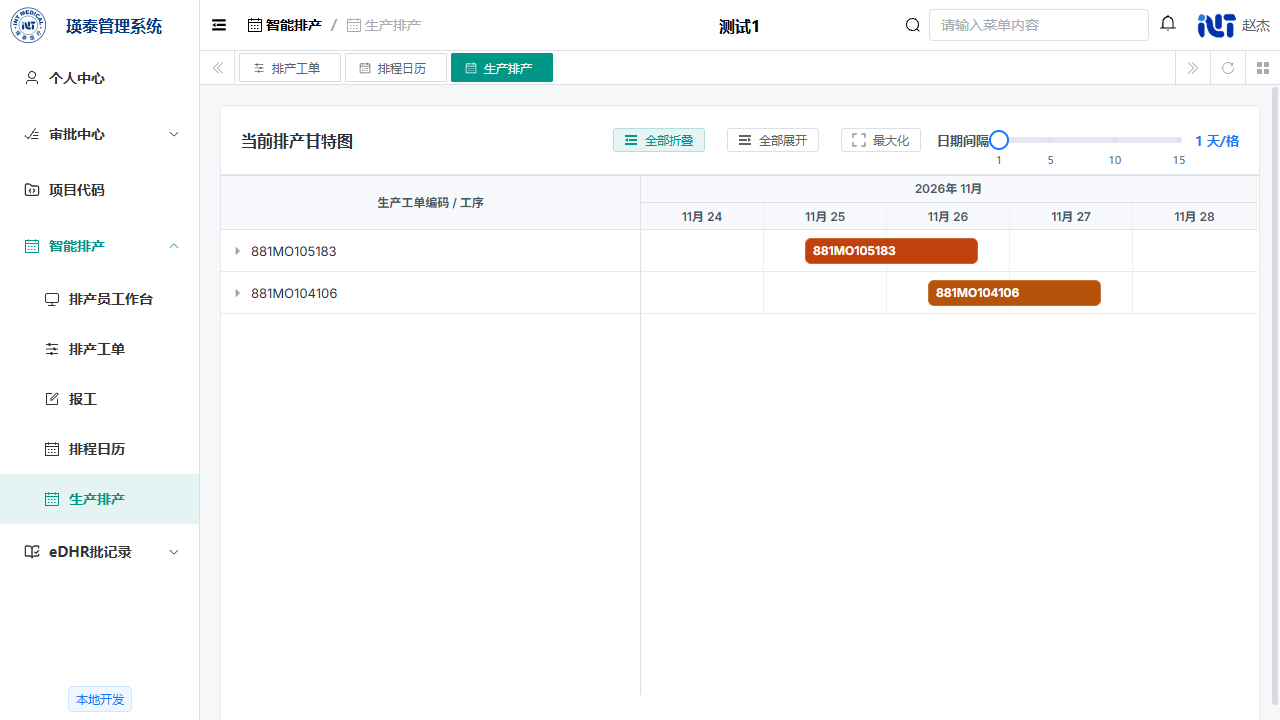 INT MEDICAL
瑛泰管理系统
智能排产 / 生产排产
测试1
请输入菜单内容
赵杰
个人中心
审批中心
项目代码
智能排产
排产员工作台
排产工单
报工
排程日历
生产排产
eDHR批记录
本地开发
排产工单
排程日历
生产排产
当前排产甘特图
全部折叠
全部展开
最大化
日期间隔
1 天/格
1 5 10 15
生产工单编码 / 工序
2026年 11月
11月 24 11月 25 11月 26 11月 27 11月 28
881MO105183
881MO105183
881MO104106
881MO104106